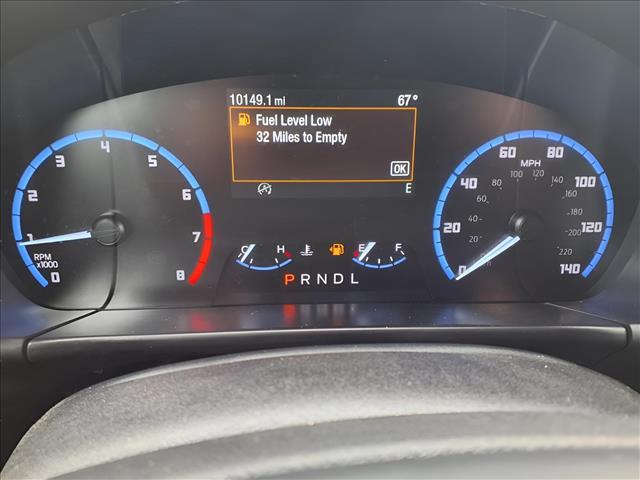 10149.1 mi 67°
Fuel Level Low
32 Miles to Empty
OK
E
0 1 2 3 4 5 6 7 8
RPM
x1000
C H E F
P R N D L
0 20 40 60 80 100 120 140
MPH
20 40 60 80 100 120 140 160 200 220